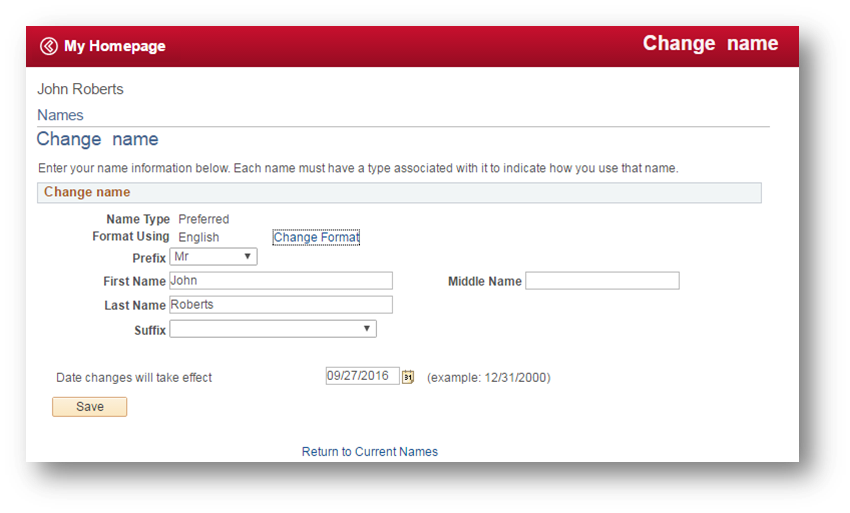 My Homepage Change name
John Roberts
Names
Change name
Enter your name information below. Each name must have a type associated with it to indicate how you use that name.
Change name
Name Type Preferred
Format Using English Change Format
Prefix Mr
First Name John Middle Name
Last Name Roberts
Suffix
Date changes will take effect 09/27/2016 31 (example: 12/31/2000)
Save
Return to Current Names